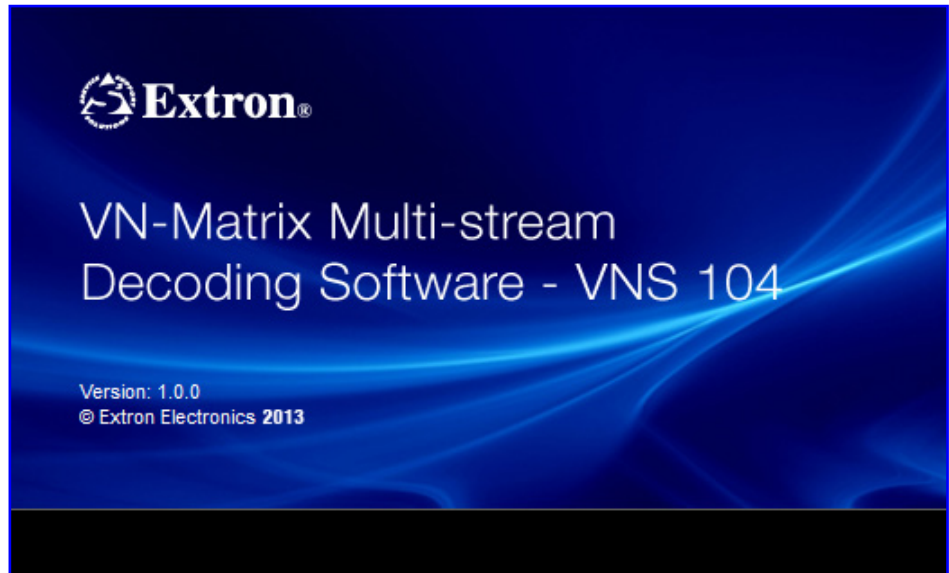 Extron®
VN-Matrix Multi-stream
Decoding Software - VNS 104
Version: 1.0.0
© Extron Electronics 2013